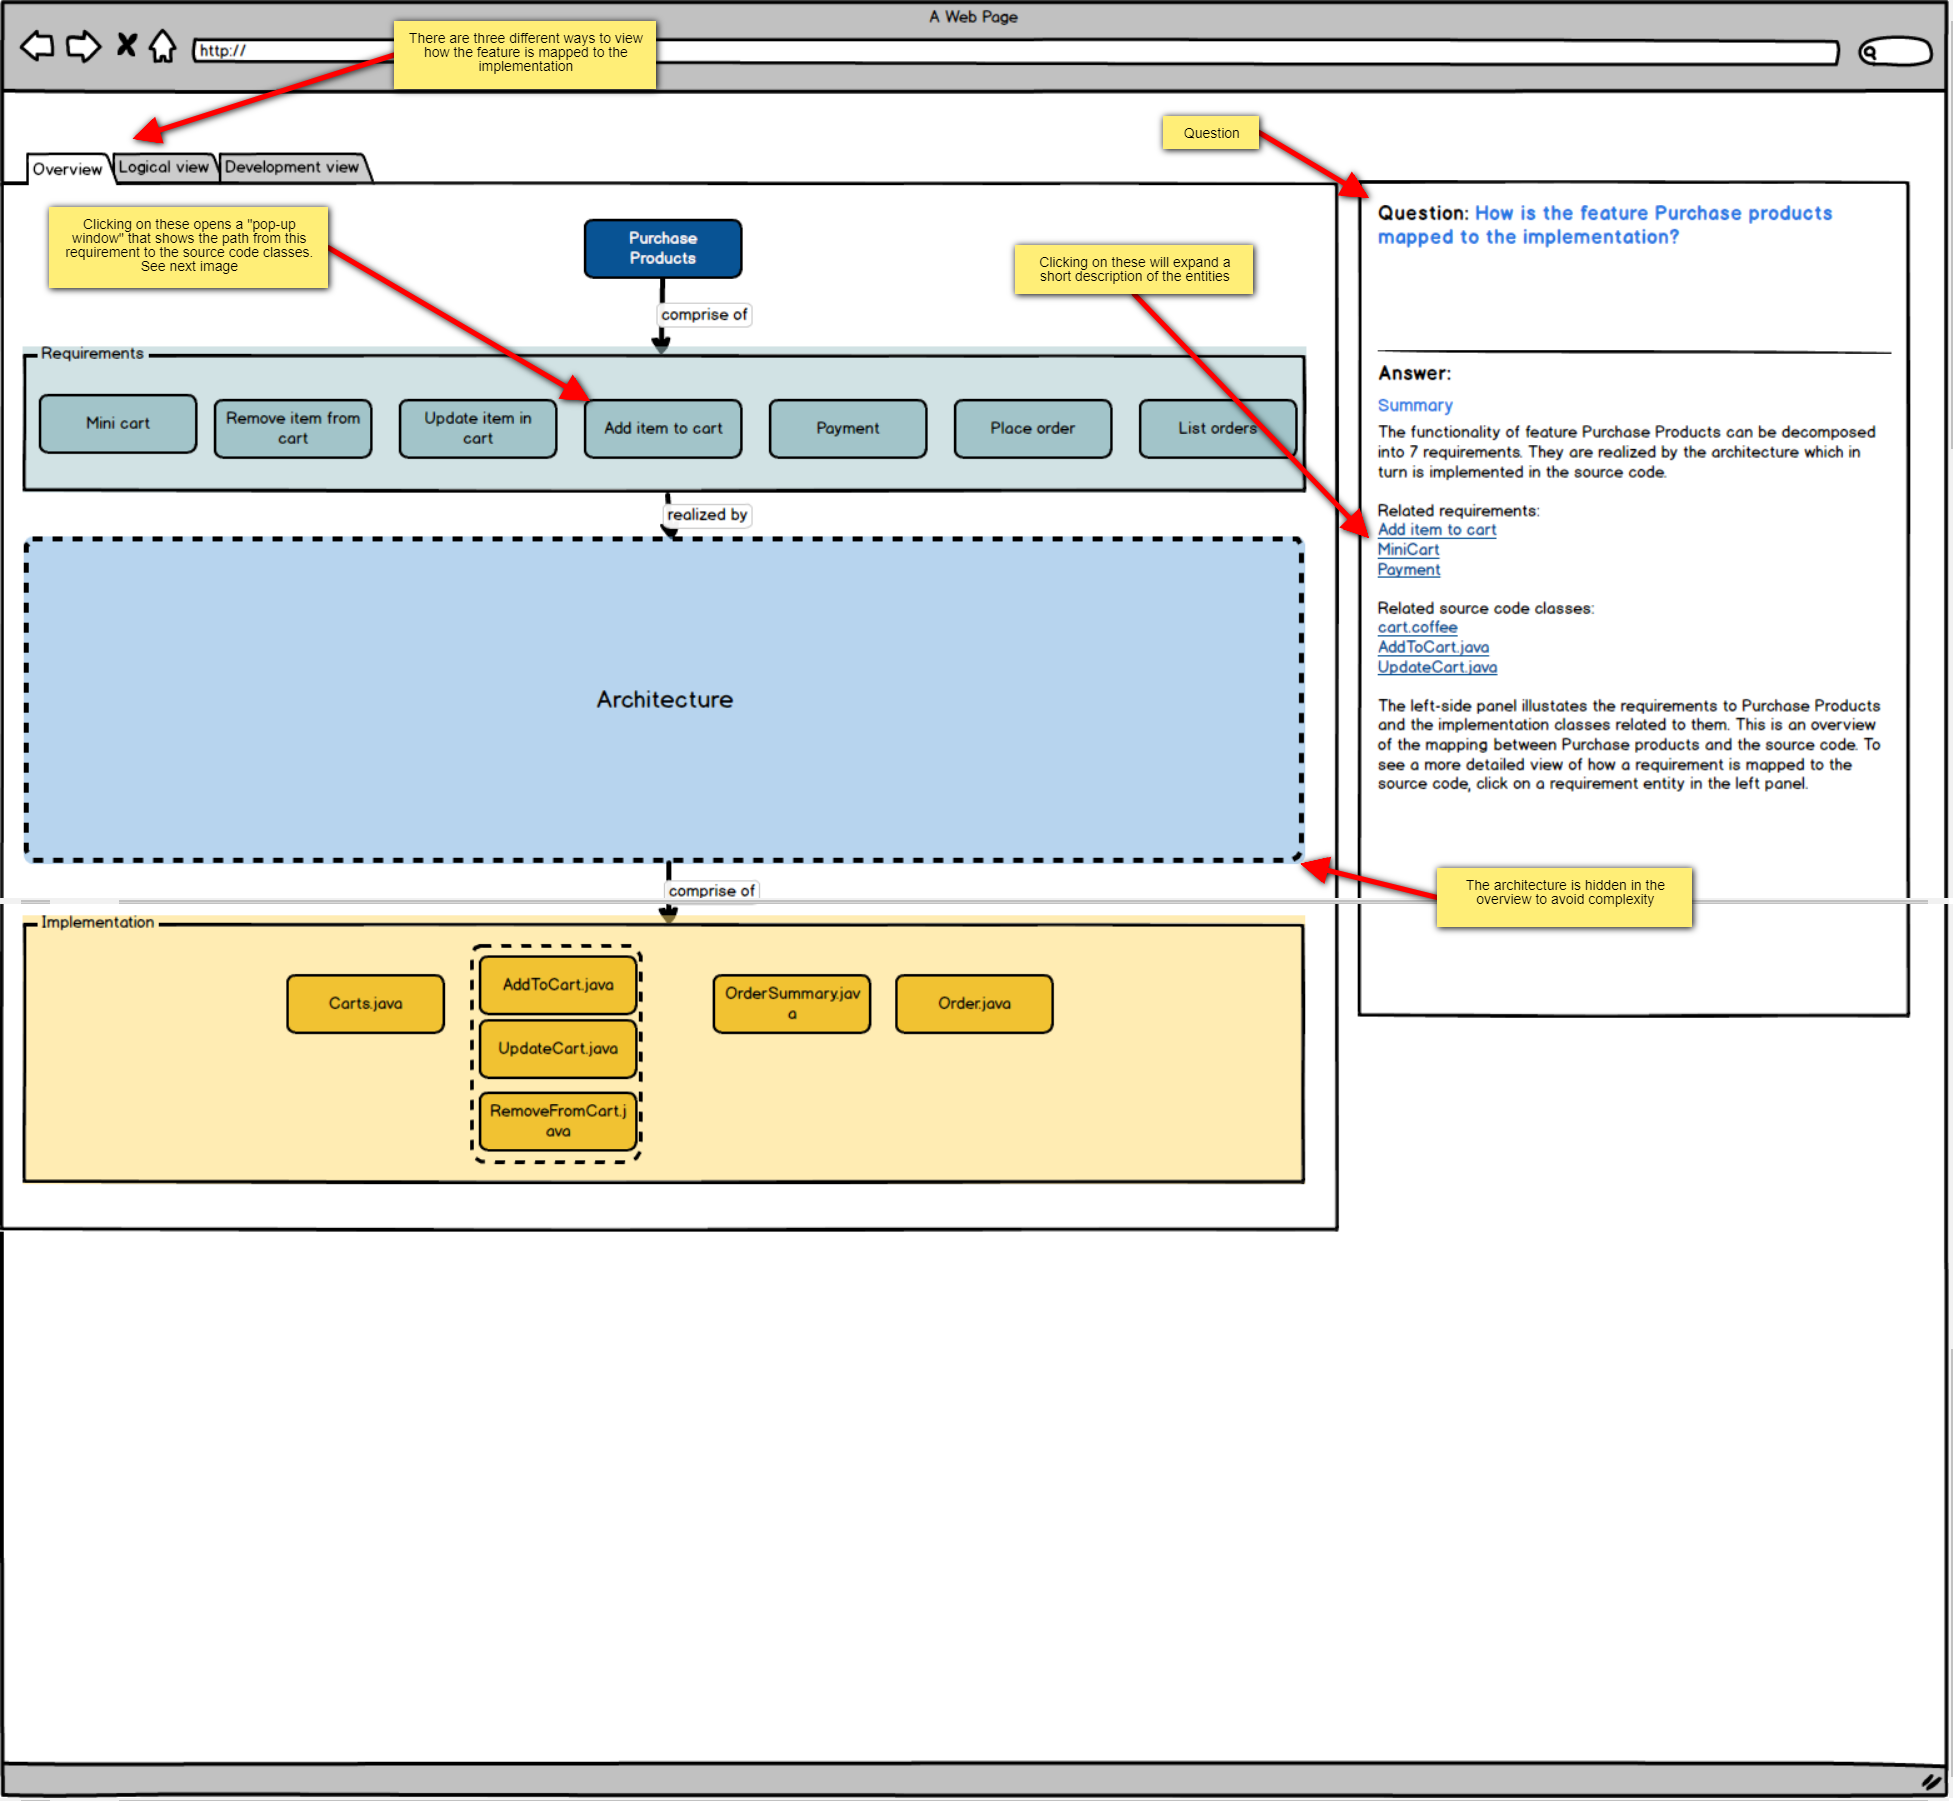 A Web Page
http://
There are three different ways to view
how the feature is mapped to the
implementation
Question
Overview
Logical view
Development view
Clicking on these opens a "pop-up
window" that shows the path from this
requirement to the source code classes.
See next image
Purchase
Products
comprise of
Clicking on these will expand a
short description of the entities
Requirements
Mini cart
Remove item from
cart
Update item in
cart
Add item to cart
Payment
Place order
List orders
realized by
Architecture
comprise of
Implementation
Carts.java
AddToCart.java
UpdateCart.java
RemoveFromCart.j
ava
OrderSummary.jav
a
Order.java
Question: How is the feature Purchase products
mapped to the implementation?
Answer:
Summary
The functionality of feature Purchase Products can be decomposed
into 7 requirements. They are realized by the architecture which in
turn is implemented in the source code.
Related requirements:
Add item to cart
MiniCart
Payment
Related source code classes:
cart.coffee
AddToCart.java
UpdateCart.java
The left-side panel illustates the requirements to Purchase Products
and the implementation classes related to them. This is an overview
of the mapping between Purchase products and the source code. To
see a more detailed view of how a requirement is mapped to the
source code, click on a requirement entity in the left panel.
The architecture is hidden in the
overview to avoid complexity